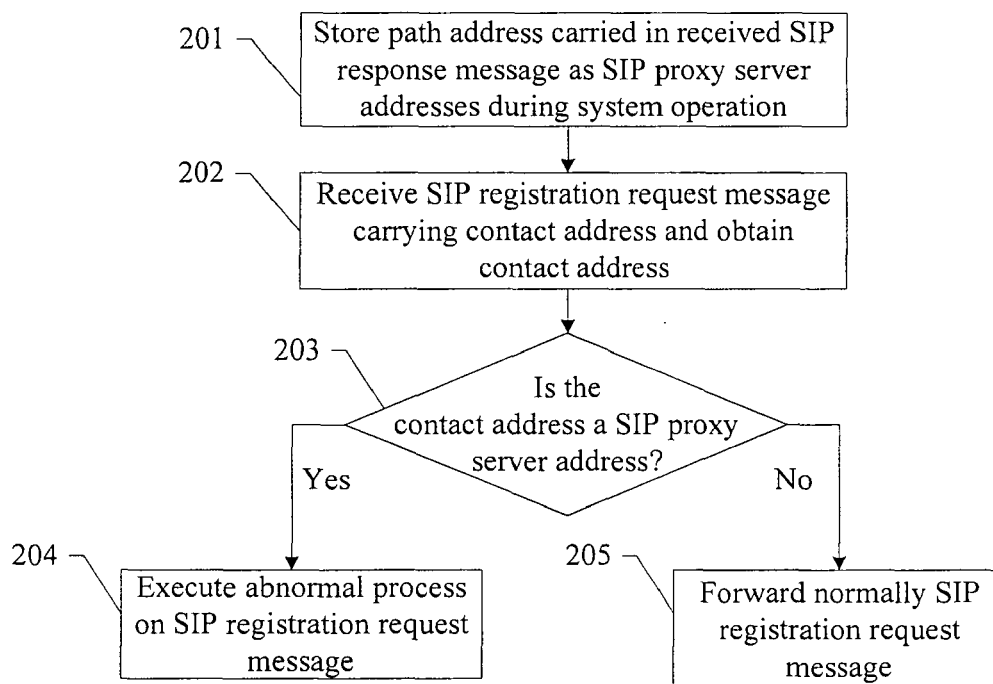 201
Store path address carried in received SIP
response message as SIP proxy server
addresses during system operation
202
Receive SIP registration request message
carrying contact address and obtain
contact address
203
Is the
contact address a SIP proxy
server address?
Yes
No
204
Execute abnormal process
on SIP registration request
message
205
Forward normally SIP
registration request
message